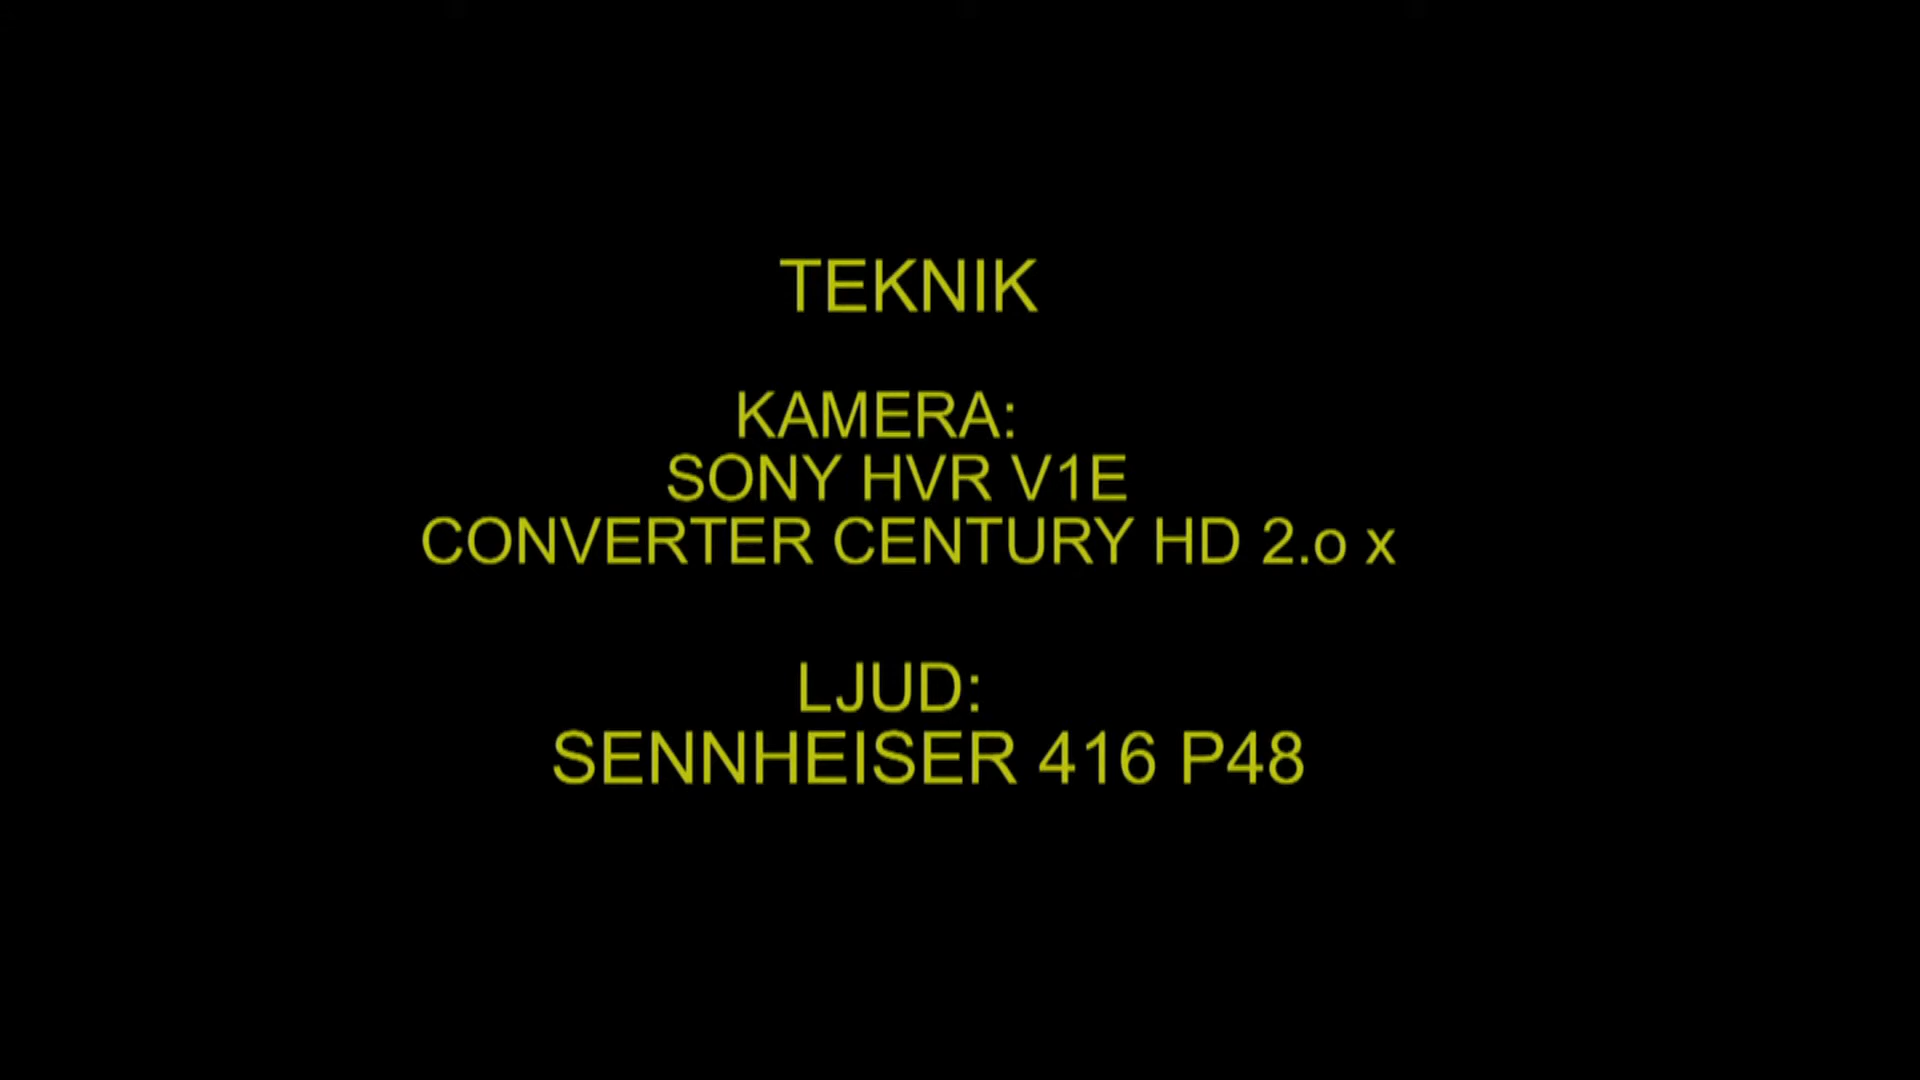 TEKNIK
KAMERA:
SONY HVR V1E
CONVERTER CENTURY HD 2.o x
LJUD:
SENNHEISER 416 P48